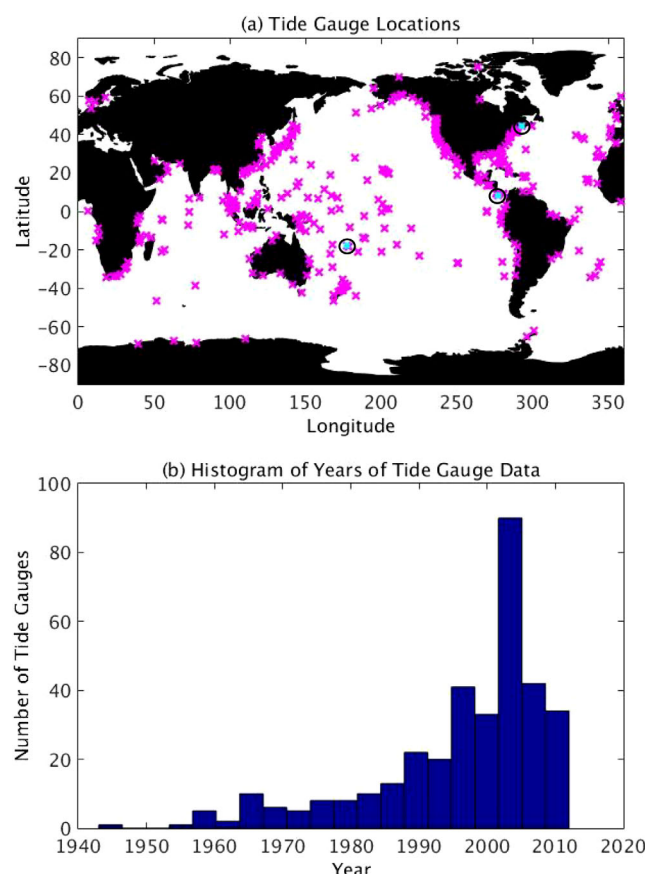 (a) Tide Gauge Locations
80
60
40
20
0
−20
−40
−60
−80
Latitude
0 50 100 150 200 250 300 350
Longitude
(b) Histogram of Years of Tide Gauge Data
100
80
60
40
20
0
Number of Tide Gauges
1940 1950 1960 1970 1980 1990 2000 2010 2020
Year